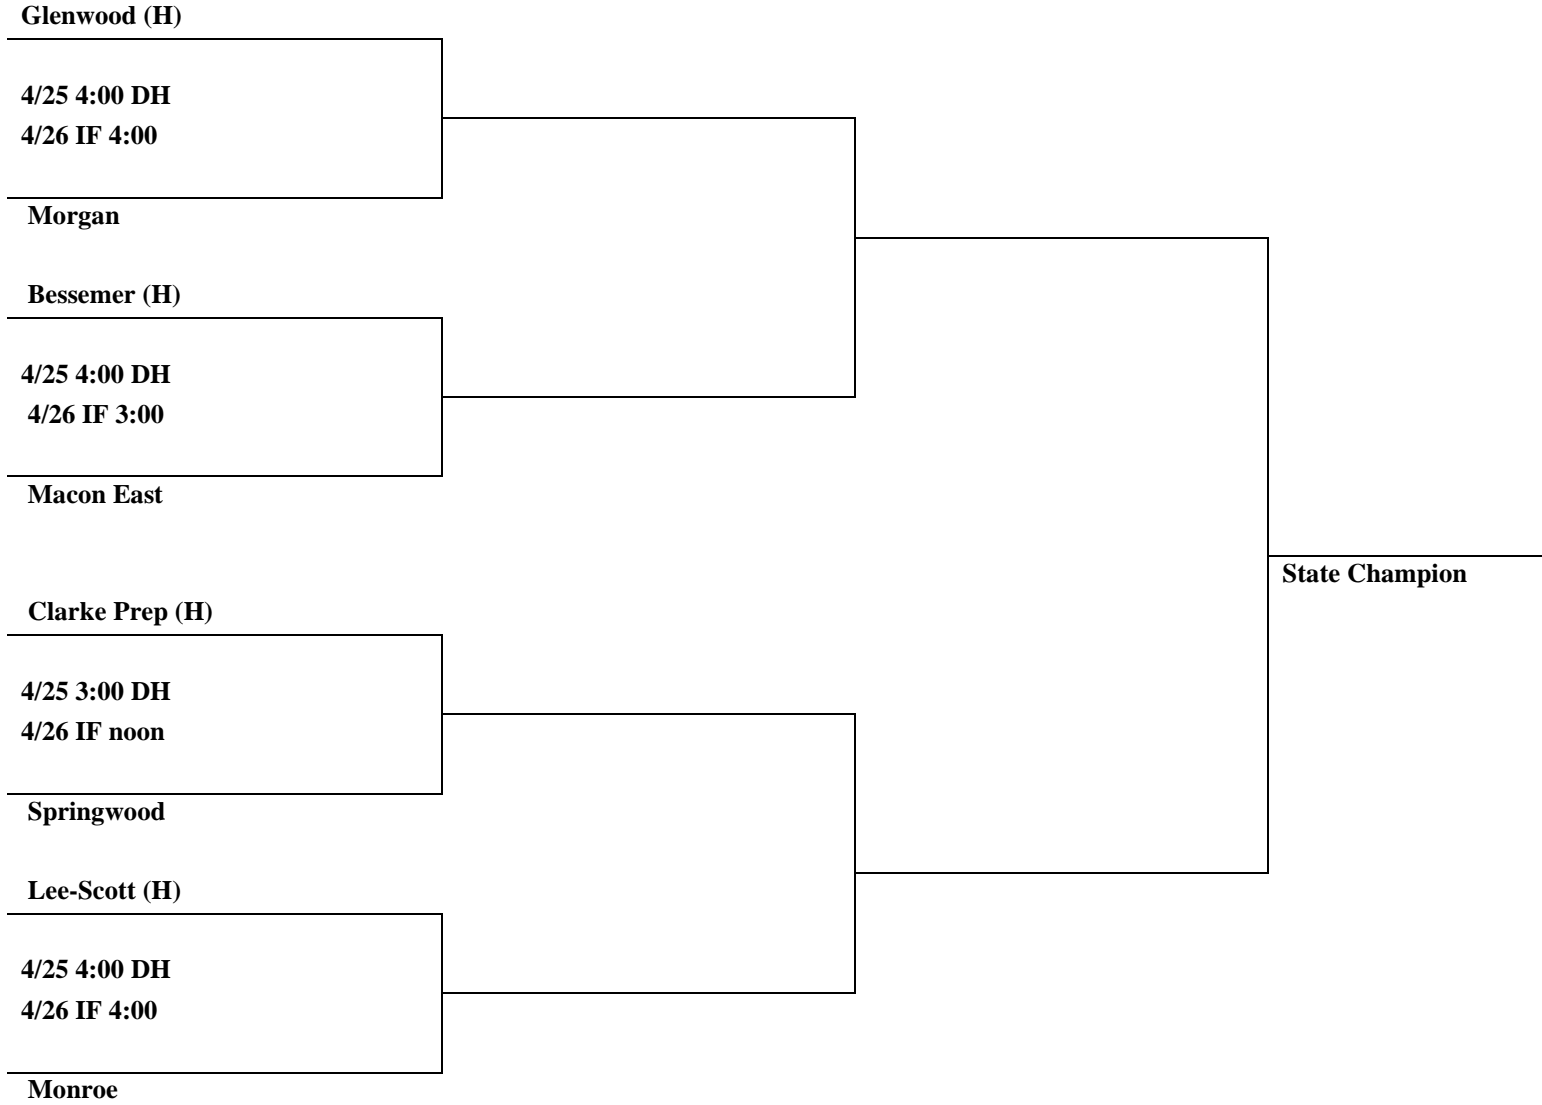 Glenwood (H)
4/25 4:00 DH
4/26 IF 4:00
Morgan
Bessemer (H)
4/25 4:00 DH
4/26 IF 3:00
Macon East
State Champion
Clarke Prep (H)
4/25 3:00 DH
4/26 IF noon
Springwood
Lee-Scott (H)
4/25 4:00 DH
4/26 IF 4:00
Monroe